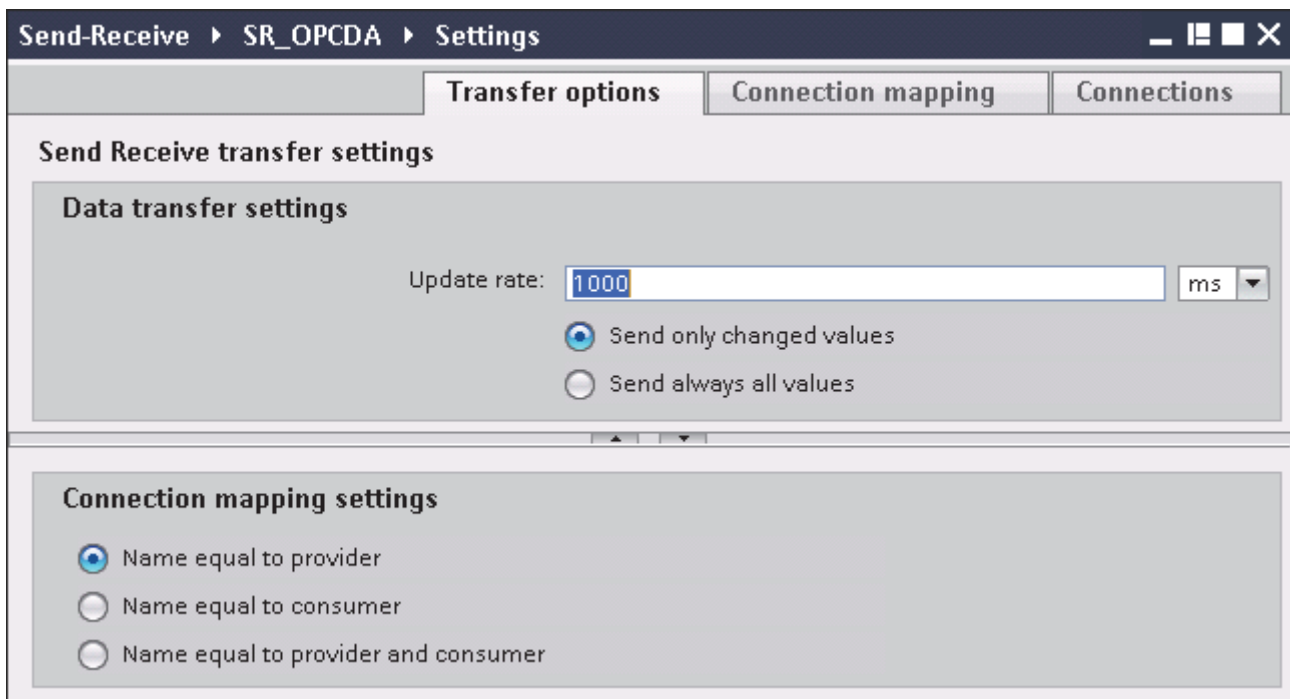 Send-Receive ▸ SR_OPCDA ▸ Settings
Transfer options Connection mapping Connections
Send Receive transfer settings
Data transfer settings
Update rate: 1000 ms
Send only changed values
Send always all values
Connection mapping settings
Name equal to provider
Name equal to consumer
Name equal to provider and consumer